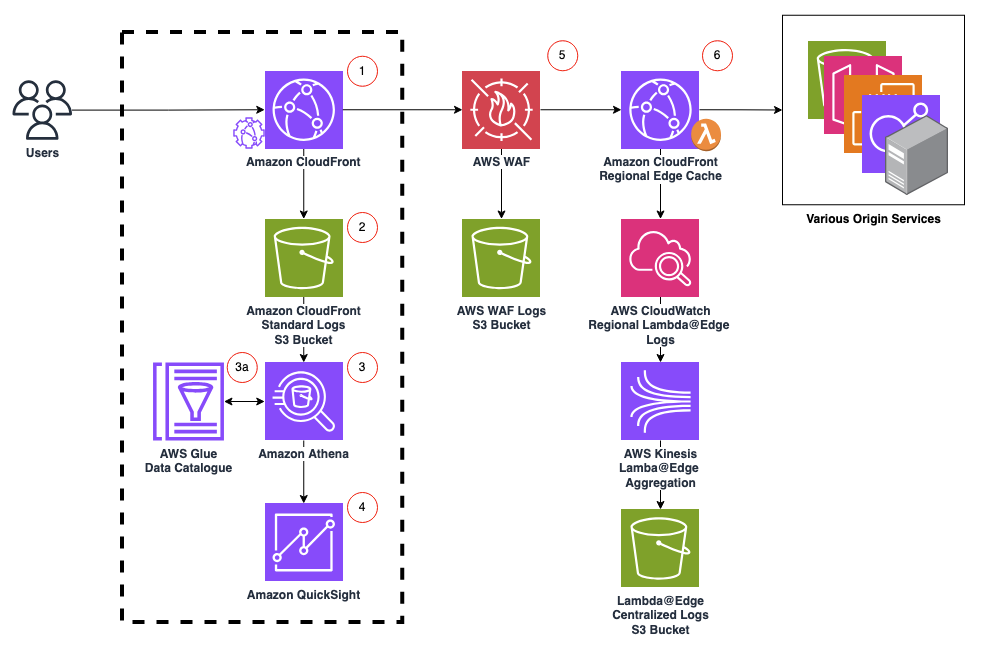 1
5
6
Users
Amazon CloudFront
AWS WAF
Amazon CloudFront
Regional Edge Cache
Various Origin Services
2
Amazon CloudFront
Standard Logs
S3 Bucket
AWS WAF Logs
S3 Bucket
AWS CloudWatch
Regional Lambda@Edge
Logs
3a
3
AWS Glue
Data Catalogue
Amazon Athena
AWS Kinesis
Lamba@Edge
Aggregation
4
Amazon QuickSight
Lambda@Edge
Centralized Logs
S3 Bucket